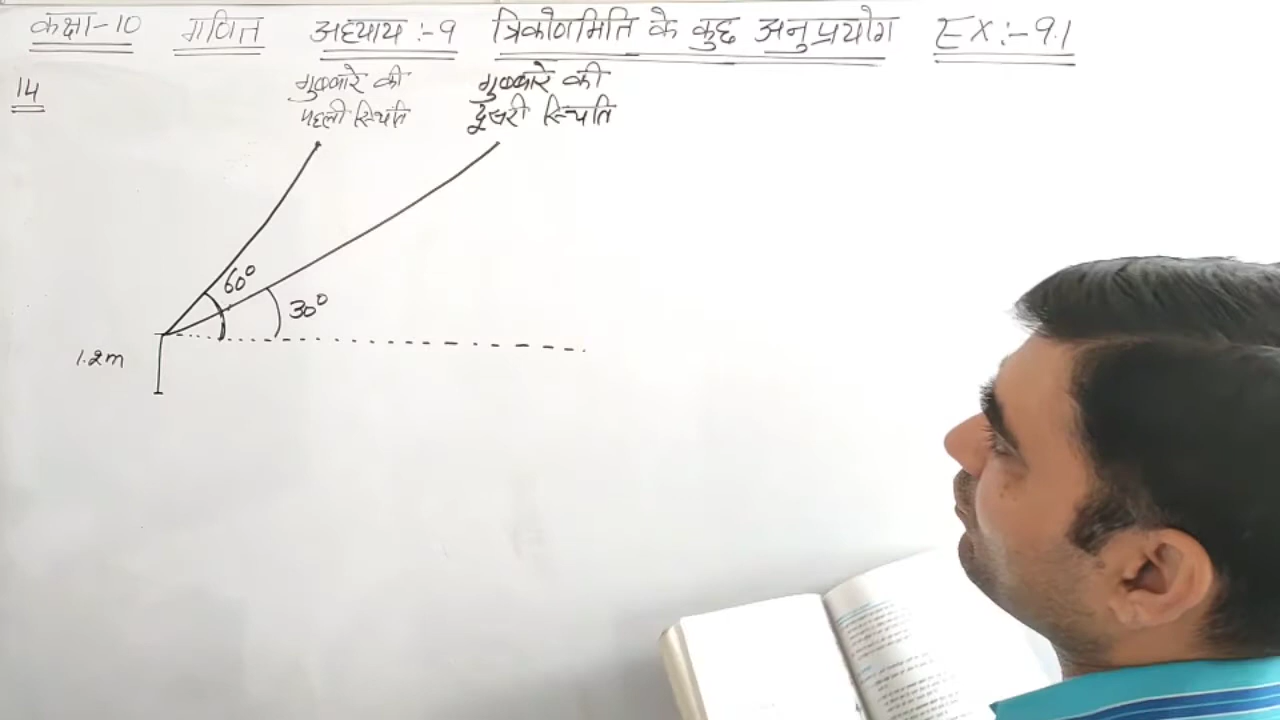 कक्षा-10 गणित अध्याय :- 9 त्रिकोणमिति के कुछ अनुप्रयोग Ex:- 9.1
14
गुब्बारे की पहली स्थिति
गुब्बारे की दूसरी स्थिति
60°
30°
1.2m